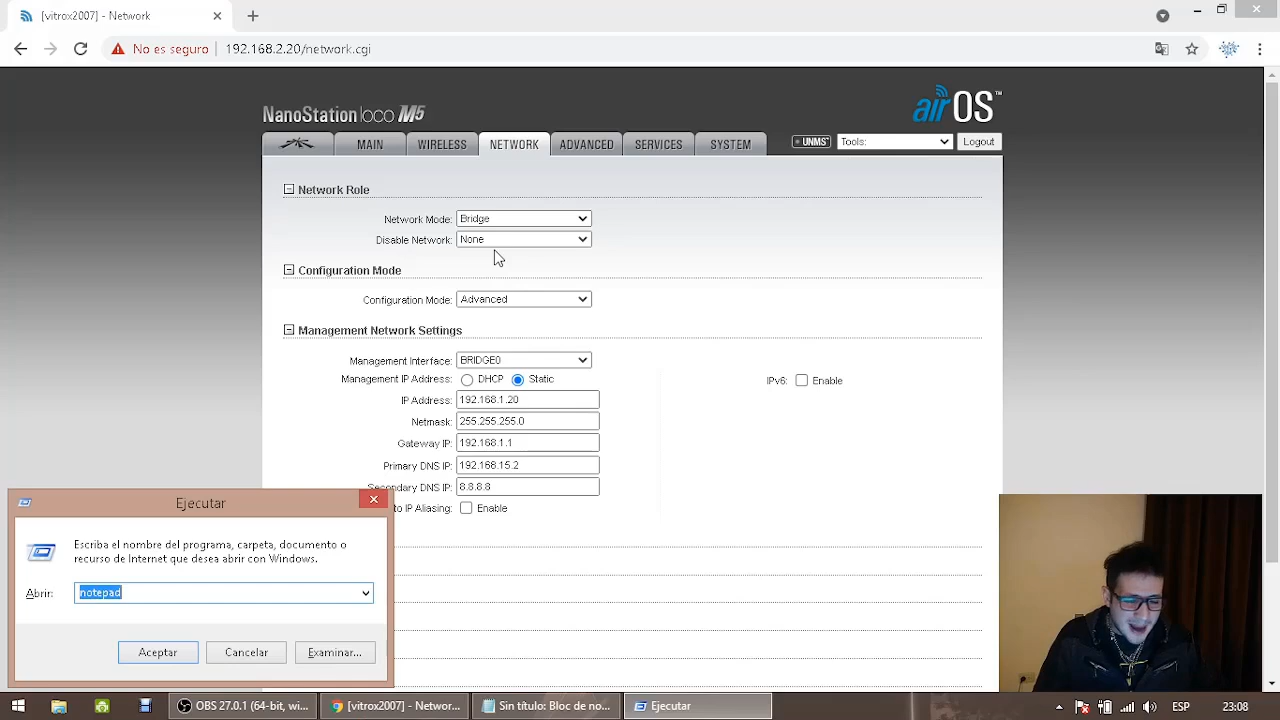 [vitrox2007] - Network
No es seguro
192.168.2.20/network.cgi
NanoStation loco M5
airOS™
MAIN
WIRELESS
NETWORK
ADVANCED
SERVICES
SYSTEM
UNMS™
Tools:
Logout
Network Role
Network Mode: Bridge
Disable Network: None
Configuration Mode
Configuration Mode: Advanced
Management Network Settings
Management Interface: BRIDGE0
Management IP Address: DHCP Static
IPv6: Enable
IP Address: 192.168.1.20
Netmask: 255.255.255.0
Gateway IP: 192.168.1.1
Primary DNS IP: 192.168.15.2
Secondary DNS IP: 8.8.8.8
to IP Aliasing: Enable
Ejecutar
Escriba el nombre del programa, carpeta, documento o
recurso de Internet que desea abrir con Windows.
Abrir: notepad
Aceptar
Cancelar
Examinar...
OBS 27.0.1 (64-bit, wi...
[vitrox2007] - Networ...
Sin título: Bloc de no...
Ejecutar
ESP
23:08